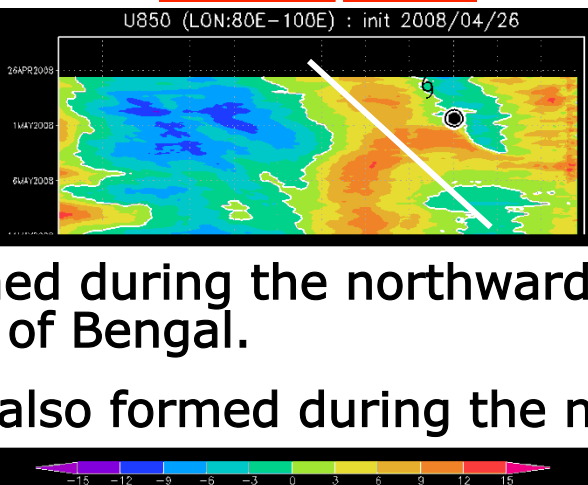 U850 (LON:80E-100E) : init 2008/04/26
26APR2008
1MAY2008
6MAY2008
ed during the northward
of Bengal.
also formed during the n
-15 -12 -9 -6 -3 0 3 6 9 12 15